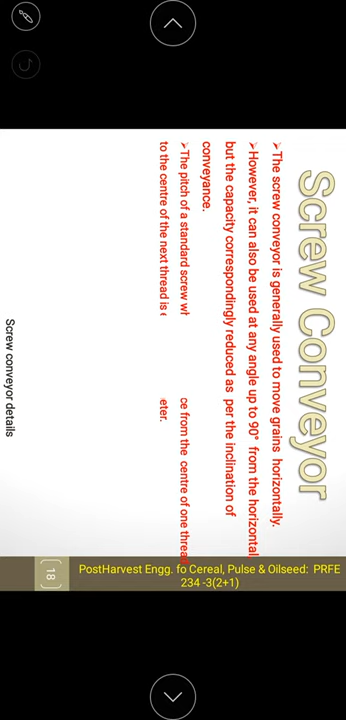 Screw Conveyor
➢The screw conveyor is generally used to move grains horizontally.
➢However, it can also be used at any angle up to 90° from the horizontal
but the capacity correspondingly reduced as per the inclination of
conveyance.
➢The pitch of a standard screw wh ce from the centre of one threa
to the centre of the next thread is eter.
Screw conveyor details
PostHarvest Engg. fo Cereal, Pulse & Oilseed: PRFE
234 -3(2+1)
18